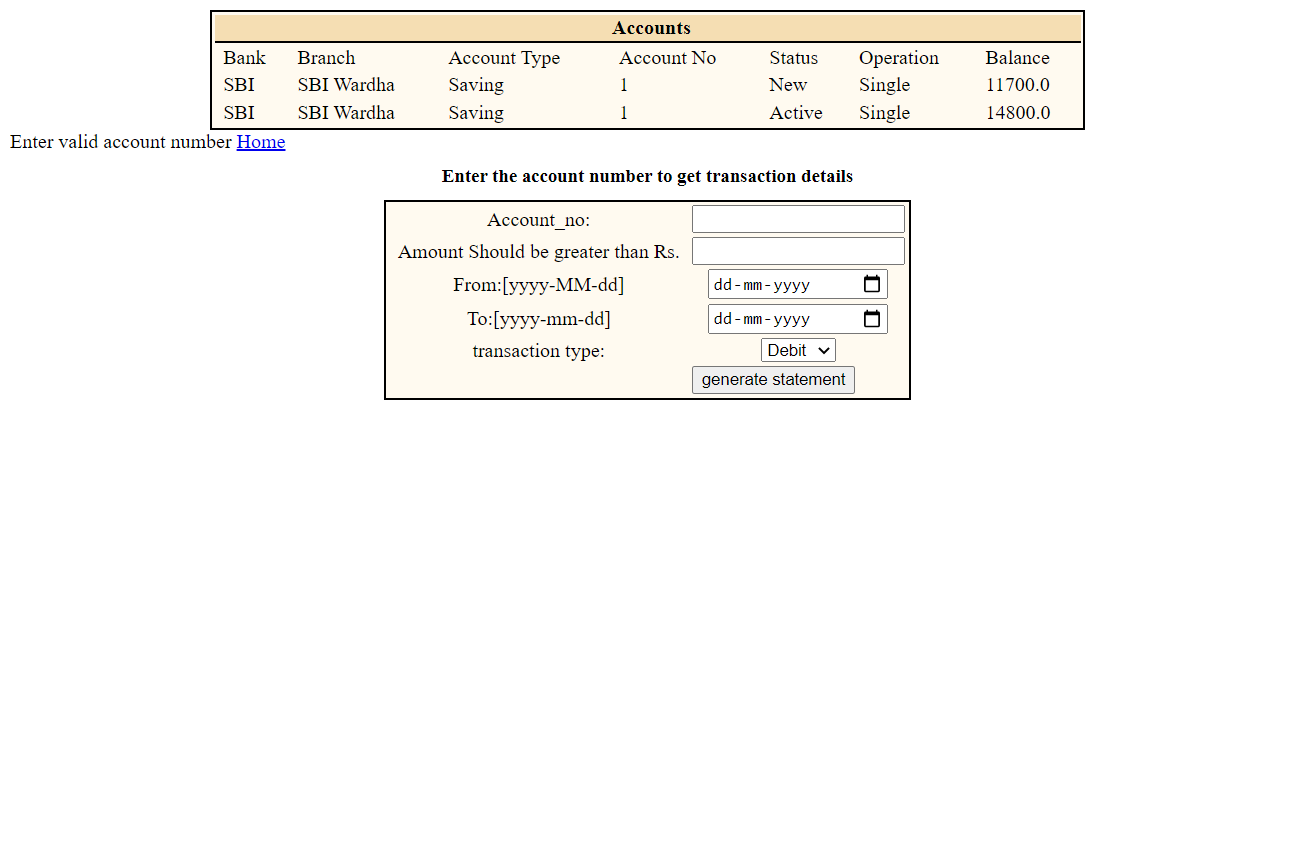 Accounts
Bank Branch Account Type Account No Status Operation Balance
SBI SBI Wardha Saving 1 New Single 11700.0
SBI SBI Wardha Saving 1 Active Single 14800.0
Enter valid account number Home
Enter the account number to get transaction details
Account_no:
Amount Should be greater than Rs.
From:[yyyy-MM-dd] dd-mm-yyyy
To:[yyyy-mm-dd] dd-mm-yyyy
transaction type: Debit
generate statement